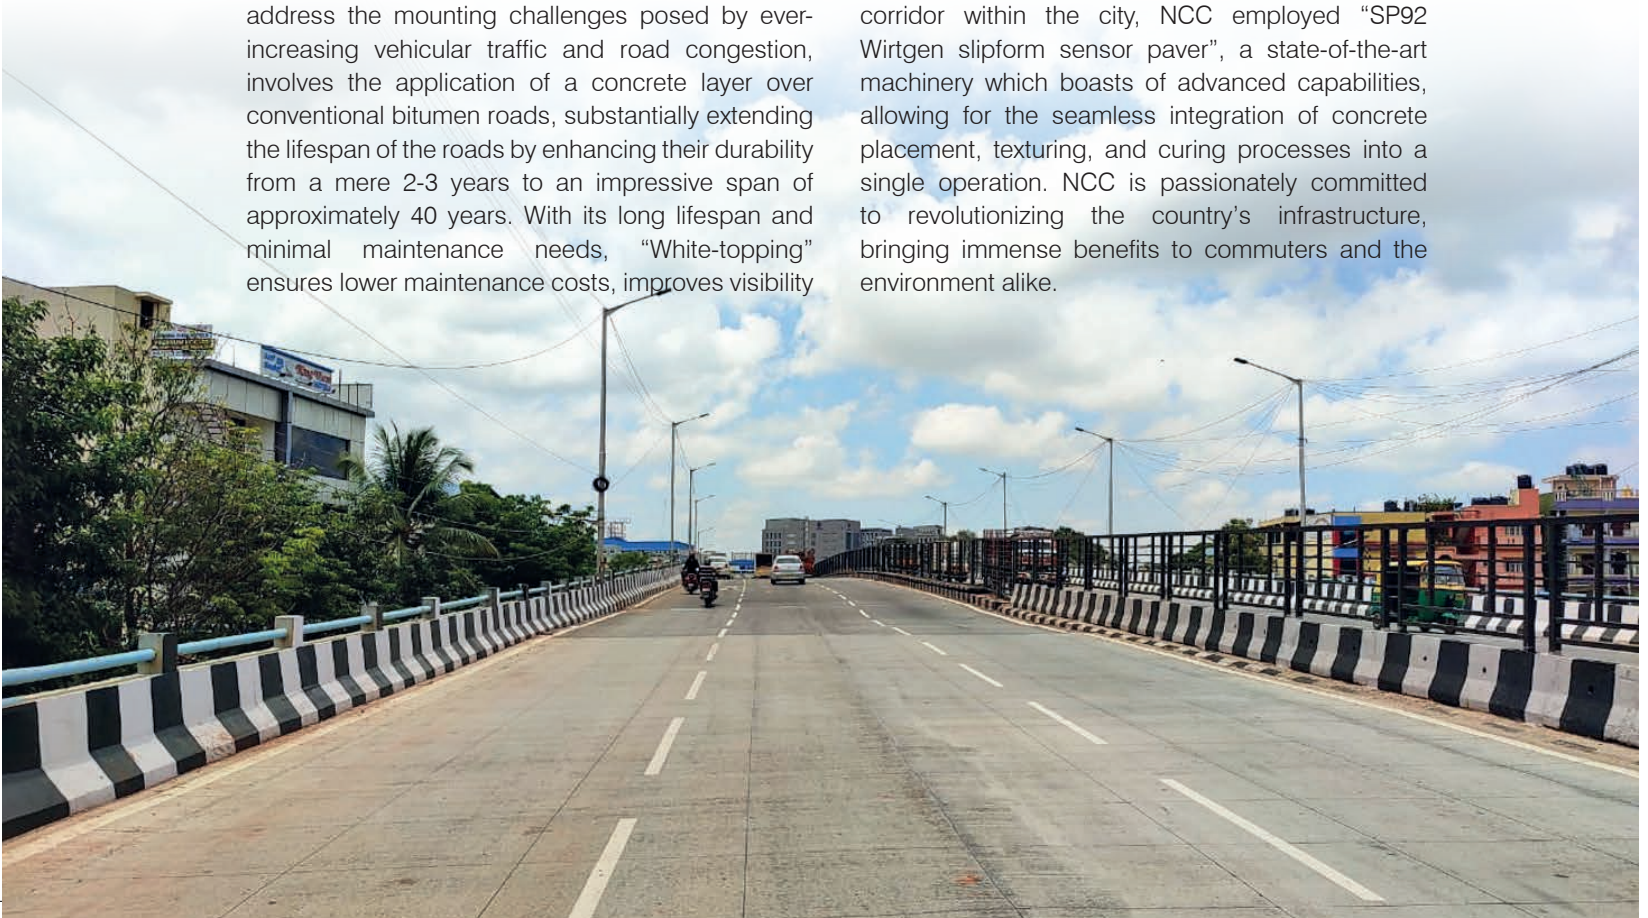 address the mounting challenges posed by ever-
increasing vehicular traffic and road congestion,
involves the application of a concrete layer over
conventional bitumen roads, substantially extending
the lifespan of the roads by enhancing their durability
from a mere 2-3 years to an impressive span of
approximately 40 years. With its long lifespan and
minimal maintenance needs, “White-topping”
ensures lower maintenance costs, improves visibility
corridor within the city, NCC employed “SP92
Wirtgen slipform sensor paver”, a state-of-the-art
machinery which boasts of advanced capabilities,
allowing for the seamless integration of concrete
placement, texturing, and curing processes into a
single operation. NCC is passionately committed
to revolutionizing the country’s infrastructure,
bringing immense benefits to commuters and the
environment alike.